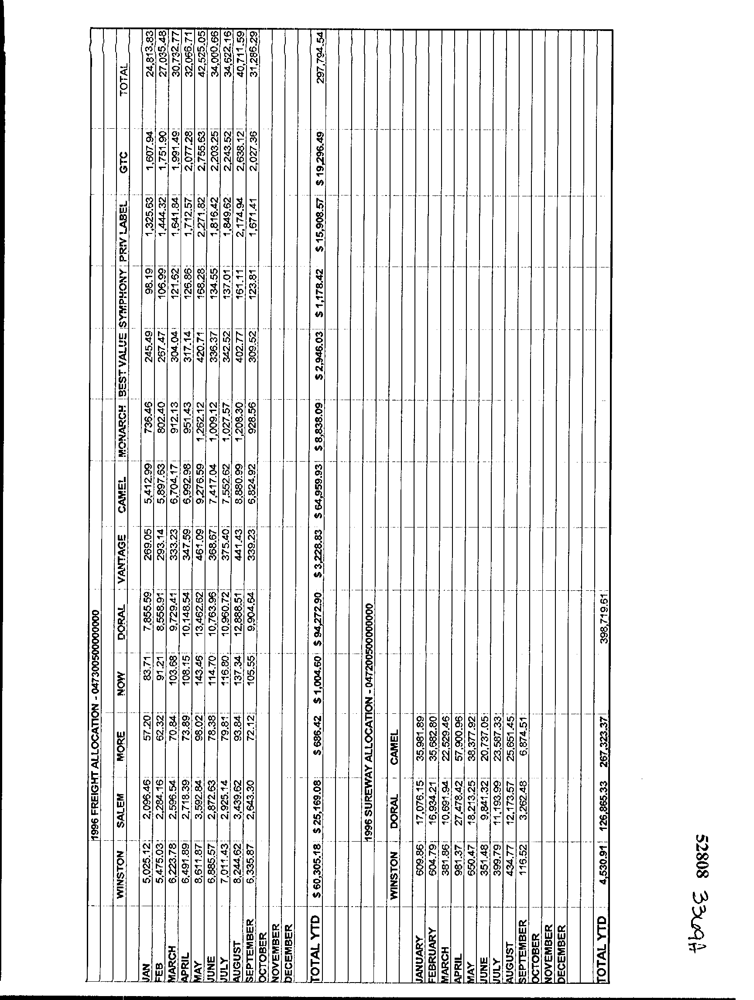 1996 FREIGHT ALLOCATION - 04730050000000
WINSTON SALEM MORE NOW DORAL VANTAGE CAMEL MONARCH BEST VALUE SYMPHONY PRIV LABEL GTC TOTAL
JAN 5,025.12 2,096.46 57.20 83.71 7,855.59 269.05 5,412.99 736.46 245.49 98.19 1,325.63 1,607.94 24,813.83
FEB 5,475.03 2,284.16 62.32 91.21 8,558.91 293.14 5,897.63 802.40 267.47 106.99 1,444.32 1,751.90 27,035.48
MARCH 6,223.78 2,596.54 70.84 103.68 9,729.41 333.23 6,704.17 912.13 304.04 121.62 1,641.84 1,991.49 30,732.77
APRIL 6,491.89 2,718.39 73.89 108.15 10,148.54 347.59 6,992.98 951.43 317.14 126.86 1,712.57 2,077.28 32,066.71
MAY 8,611.87 3,592.84 98.02 143.46 13,462.62 461.09 9,276.59 1,262.12 420.71 168.28 2,271.82 2,755.63 42,525.05
JUNE 6,885.57 2,872.63 78.38 114.70 10,763.96 368.67 7,417.04 1,009.12 336.37 134.55 1,816.42 2,203.25 34,000.66
JULY 7,011.43 2,925.14 79.81 116.80 10,960.72 375.40 7,552.62 1,027.57 342.52 137.01 1,849.62 2,243.52 34,622.16
AUGUST 8,244.62 3,439.62 93.84 137.34 12,888.51 441.43 8,880.99 1,208.30 402.77 161.11 2,174.94 2,638.12 40,711.59
SEPTEMBER 6,335.87 2,643.30 72.12 105.55 9,904.64 339.23 6,824.92 928.56 309.52 123.81 1,671.41 2,027.36 31,286.29
OCTOBER
NOVEMBER
DECEMBER
TOTAL YTD $ 60,305.18 $ 25,169.08 $ 686.42 $ 1,004.60 $ 94,272.90 $ 3,228.83 $ 64,959.93 $ 8,838.09 $ 2,946.03 $ 1,178.42 $ 15,908.57 $ 19,296.49 297,794.54
1996 SUREWAY ALLOCATION - 04720050000000
WINSTON DORAL CAMEL
JANUARY 609.86 17,076.15 35,981.89
FEBRUARY 604.79 16,934.21 35,682.80
MARCH 381.86 10,691.94 22,529.46
APRIL 981.37 27,478.42 57,900.96
MAY 650.47 18,213.25 38,377.92
JUNE 351.48 9,841.32 20,737.05
JULY 399.79 11,193.99 23,587.33
AUGUST 434.77 12,173.57 25,651.45
SEPTEMBER 116.52 3,262.48 6,874.51
OCTOBER
NOVEMBER
DECEMBER
TOTAL YTD 4,530.91 126,865.33 267,323.37 398,719.61
52808